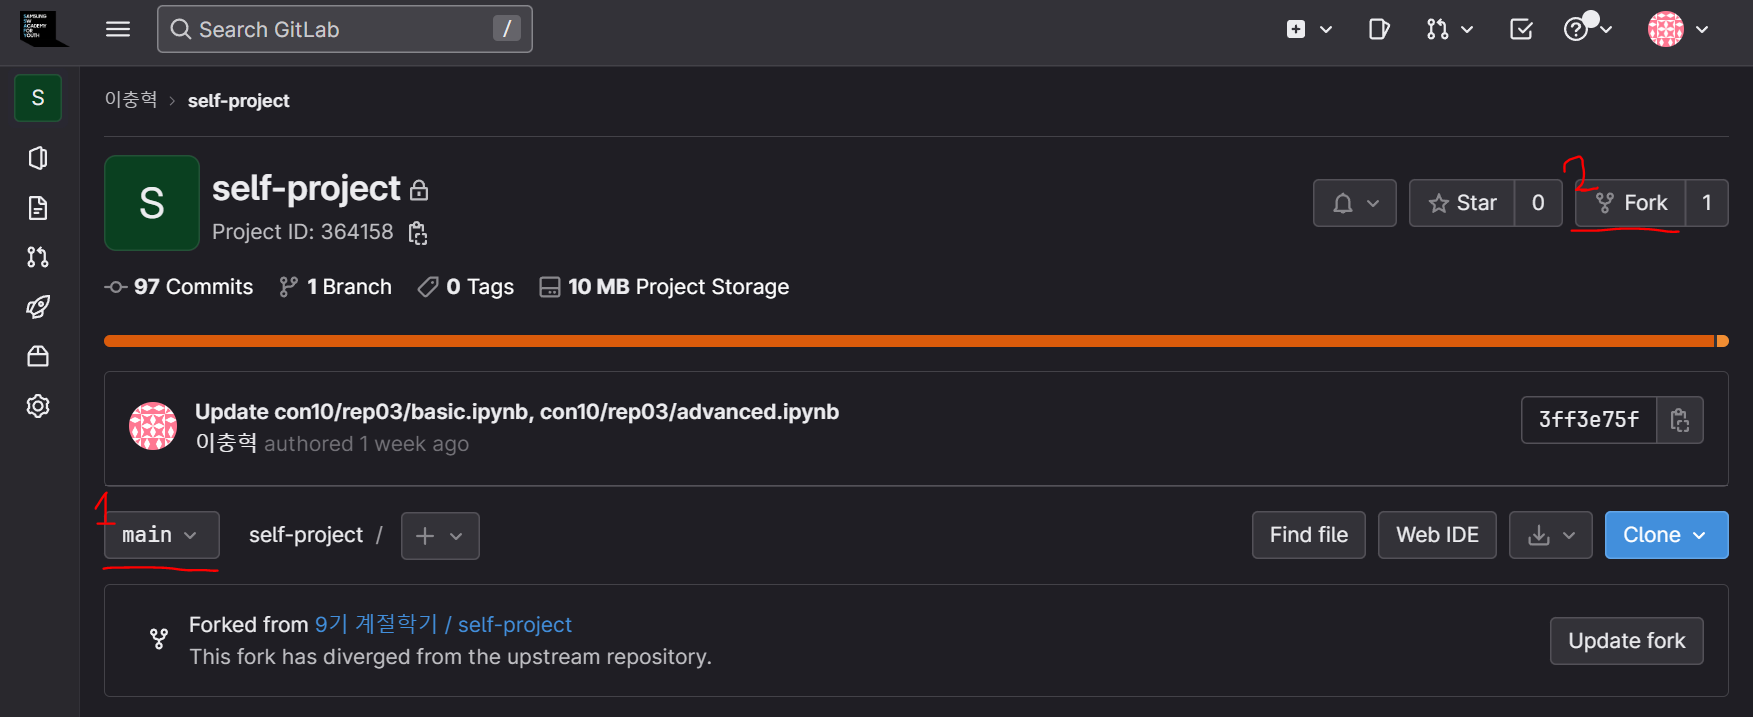 SAMSUNG
SW
ACADEMY
FOR
YOUTH
Search GitLab /
S
이충혁 > self-project
S
self-project
Project ID: 364158
Star 0
2
Fork 1
97 Commits 1 Branch 0 Tags 10 MB Project Storage
Update con10/rep03/basic.ipynb, con10/rep03/advanced.ipynb
이충혁 authored 1 week ago
3ff3e75f
1
main self-project / + Find file Web IDE Clone
Forked from 9기 계절학기 / self-project
This fork has diverged from the upstream repository.
Update fork